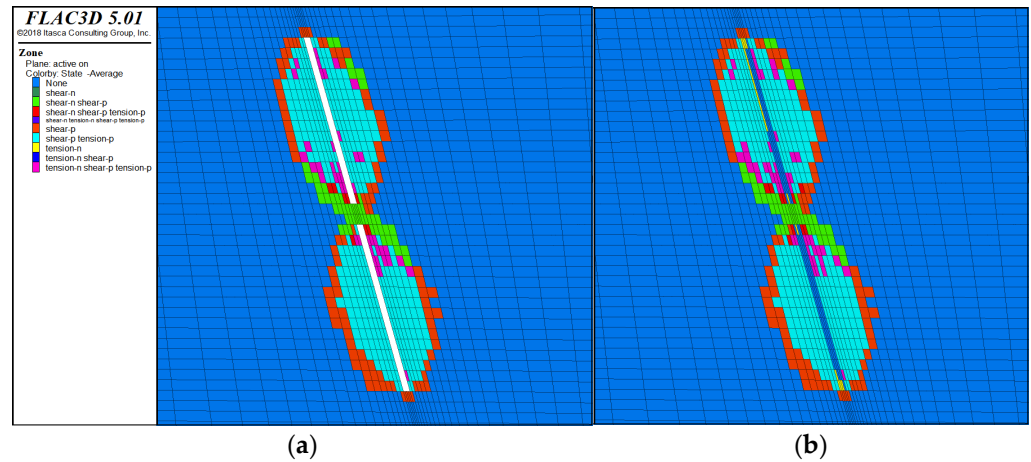 FLAC3D 5.01
©2018 Itasca Consulting Group, Inc.
Zone
Plane: active on
Colorby: State -Average
None
shear-n
shear-n shear-p
shear-n shear-p tension-p
shear-n tension-n shear-p tension-p
shear-p
shear-p tension-p
tension-n
tension-n shear-p
tension-n shear-p tension-p
(a)
(b)